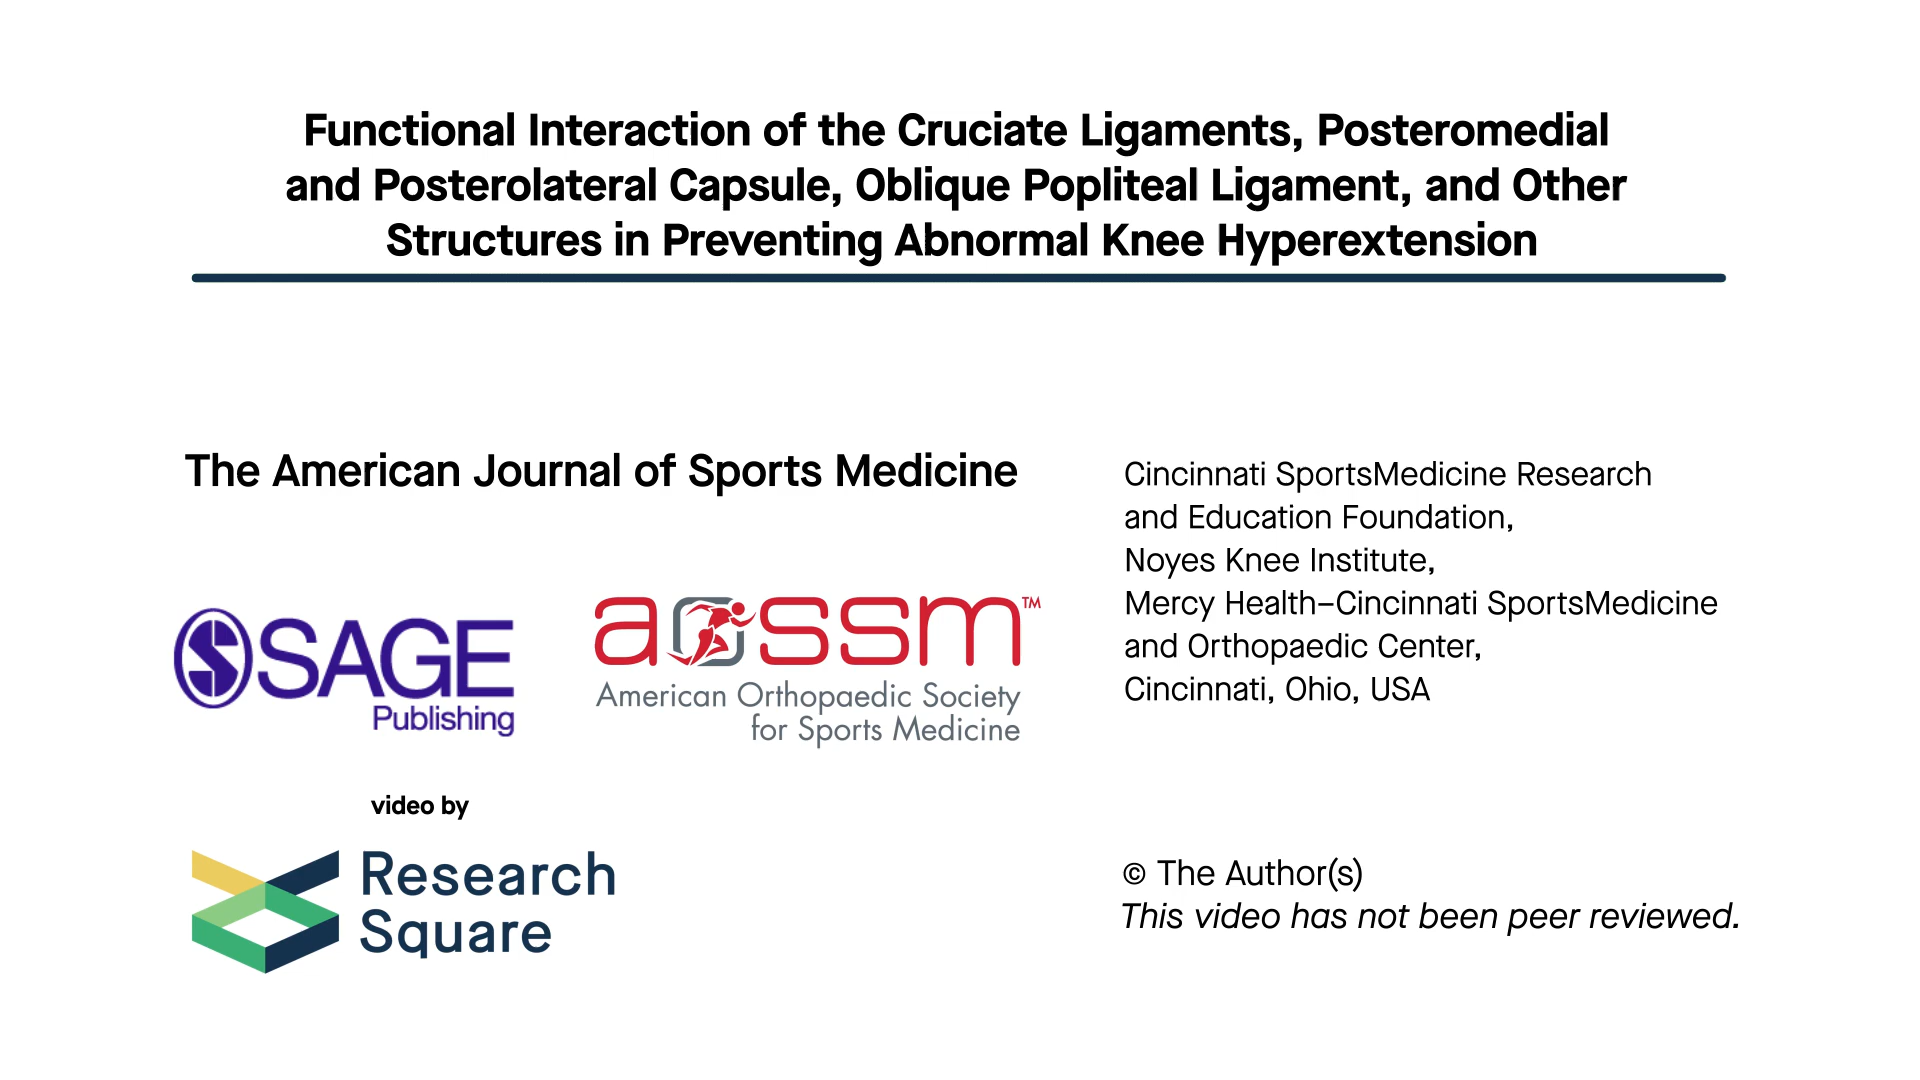 Functional Interaction of the Cruciate Ligaments, Posteromedial
and Posterolateral Capsule, Oblique Popliteal Ligament, and Other
Structures in Preventing Abnormal Knee Hyperextension
The American Journal of Sports Medicine
SAGE
Publishing
aossm™
American Orthopaedic Society
for Sports Medicine
video by
Research
Square
Cincinnati SportsMedicine Research
and Education Foundation,
Noyes Knee Institute,
Mercy Health–Cincinnati SportsMedicine
and Orthopaedic Center,
Cincinnati, Ohio, USA
© The Author(s)
This video has not been peer reviewed.